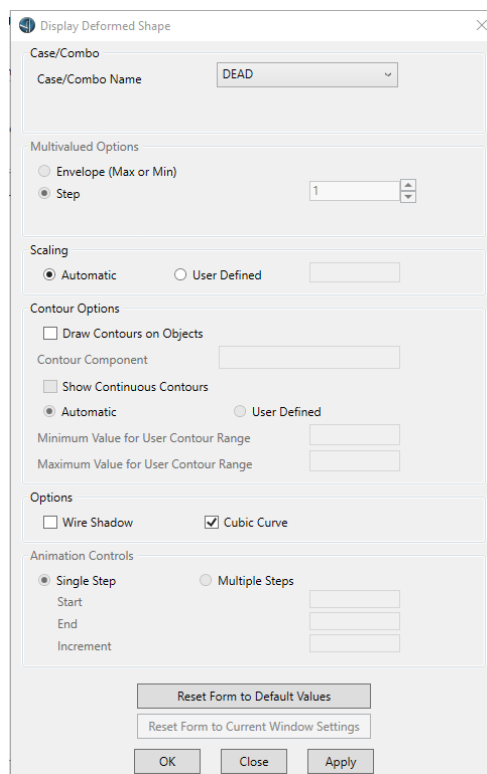 Display Deformed Shape
Case/Combo
Case/Combo Name DEAD
Multivalued Options
Envelope (Max or Min)
Step 1
Scaling
Automatic User Defined
Contour Options
Draw Contours on Objects
Contour Component
Show Continuous Contours
Automatic User Defined
Minimum Value for User Contour Range
Maximum Value for User Contour Range
Options
Wire Shadow Cubic Curve
Animation Controls
Single Step Multiple Steps
Start
End
Increment
Reset Form to Default Values
Reset Form to Current Window Settings
OK Close Apply